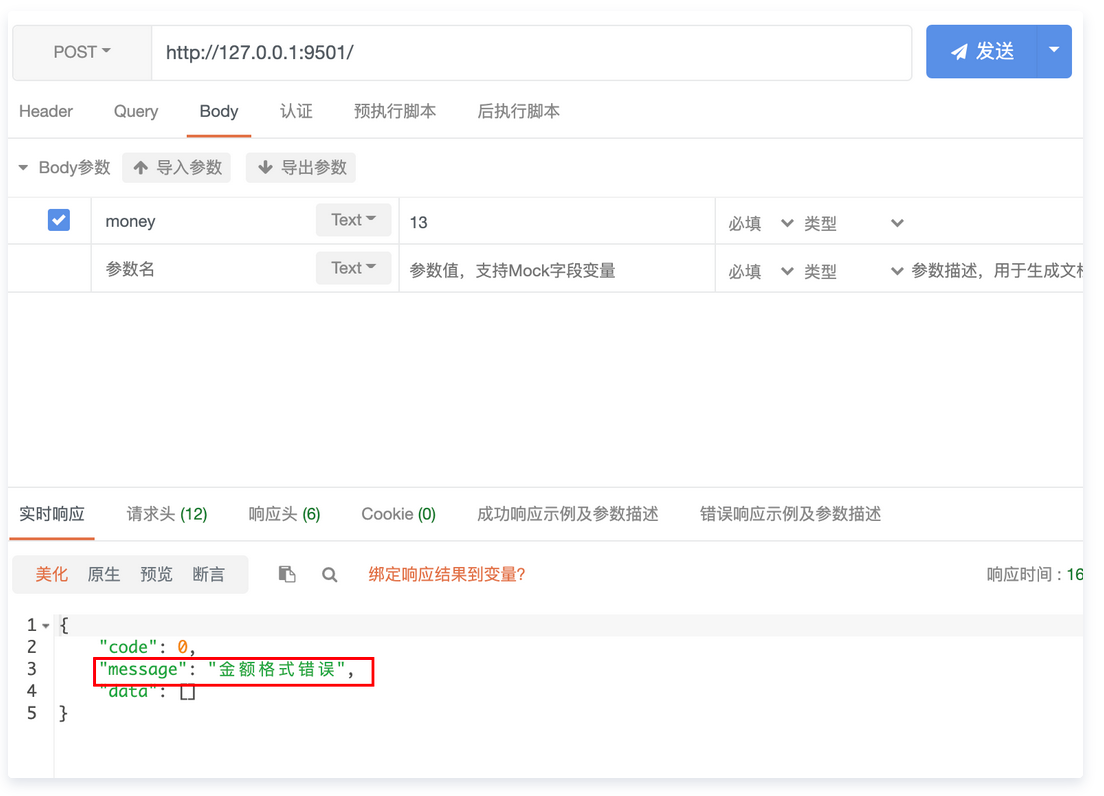 POST http://127.0.0.1:9501/ 发送
Header Query Body 认证 预执行脚本 后执行脚本
Body参数 导入参数 导出参数
money Text 13 必填 类型
参数名 Text 参数值，支持Mock字段变量 必填 类型 参数描述，用于生成文
实时响应 请求头 (12) 响应头 (6) Cookie (0) 成功响应示例及参数描述 错误响应示例及参数描述
美化 原生 预览 断言 绑定响应结果到变量? 响应时间 : 16
1 {
2 "code": 0,
3 "message": "金额格式错误",
4 "data": []
5 }